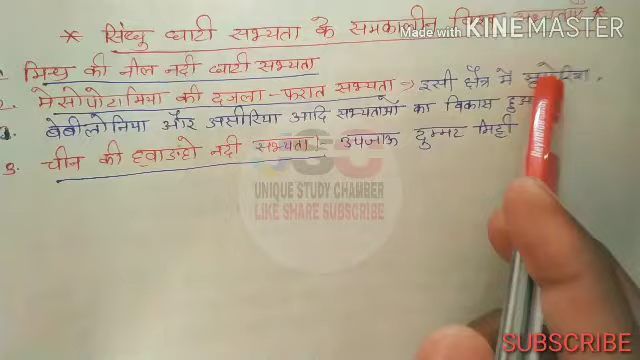 * सिंधु घाटी सभ्यता के समकालीन
Made with KINEMASTER
मिश्र की नील नदी घाटी सभ्यता
2. मेसोपोटामिया की दजला-फरात सभ्यता → इसी क्षेत्र में
बेबीलोनिया और असीरिया आदि सभ्यताओं का विकास
3. चीन की ह्वांगहो नदी सभ्यता :- उपजाऊ दुम्मट मिट्टी
UNIQUE STUDY CHAMBER
LIKE SHARE SUBSCRIBE
SUBSCRIBE